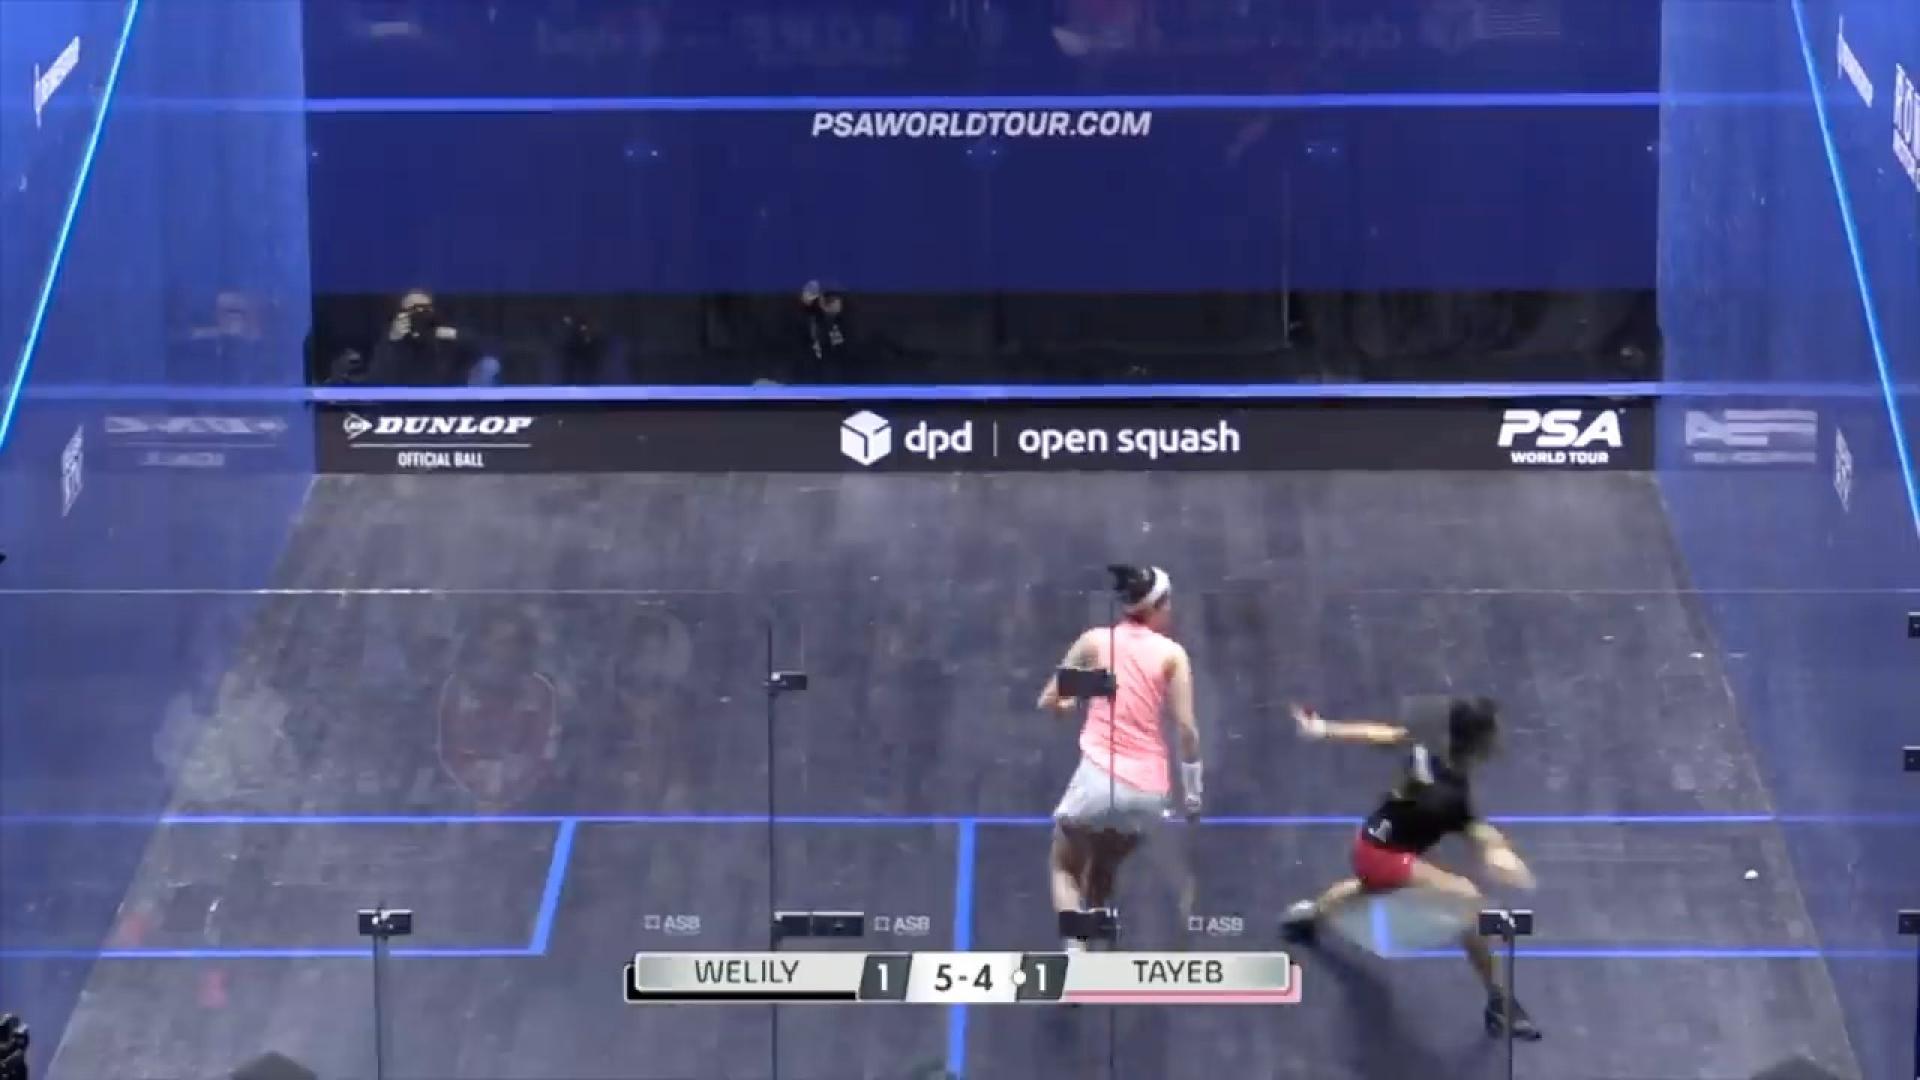 PSAWORLDTOUR.COM
DUNLOP
OFFICIAL BALL
dpd | open squash
PSA
WORLD TOUR
ASB
ASB
ASB
WELILY 1 5-4 1 TAYEB